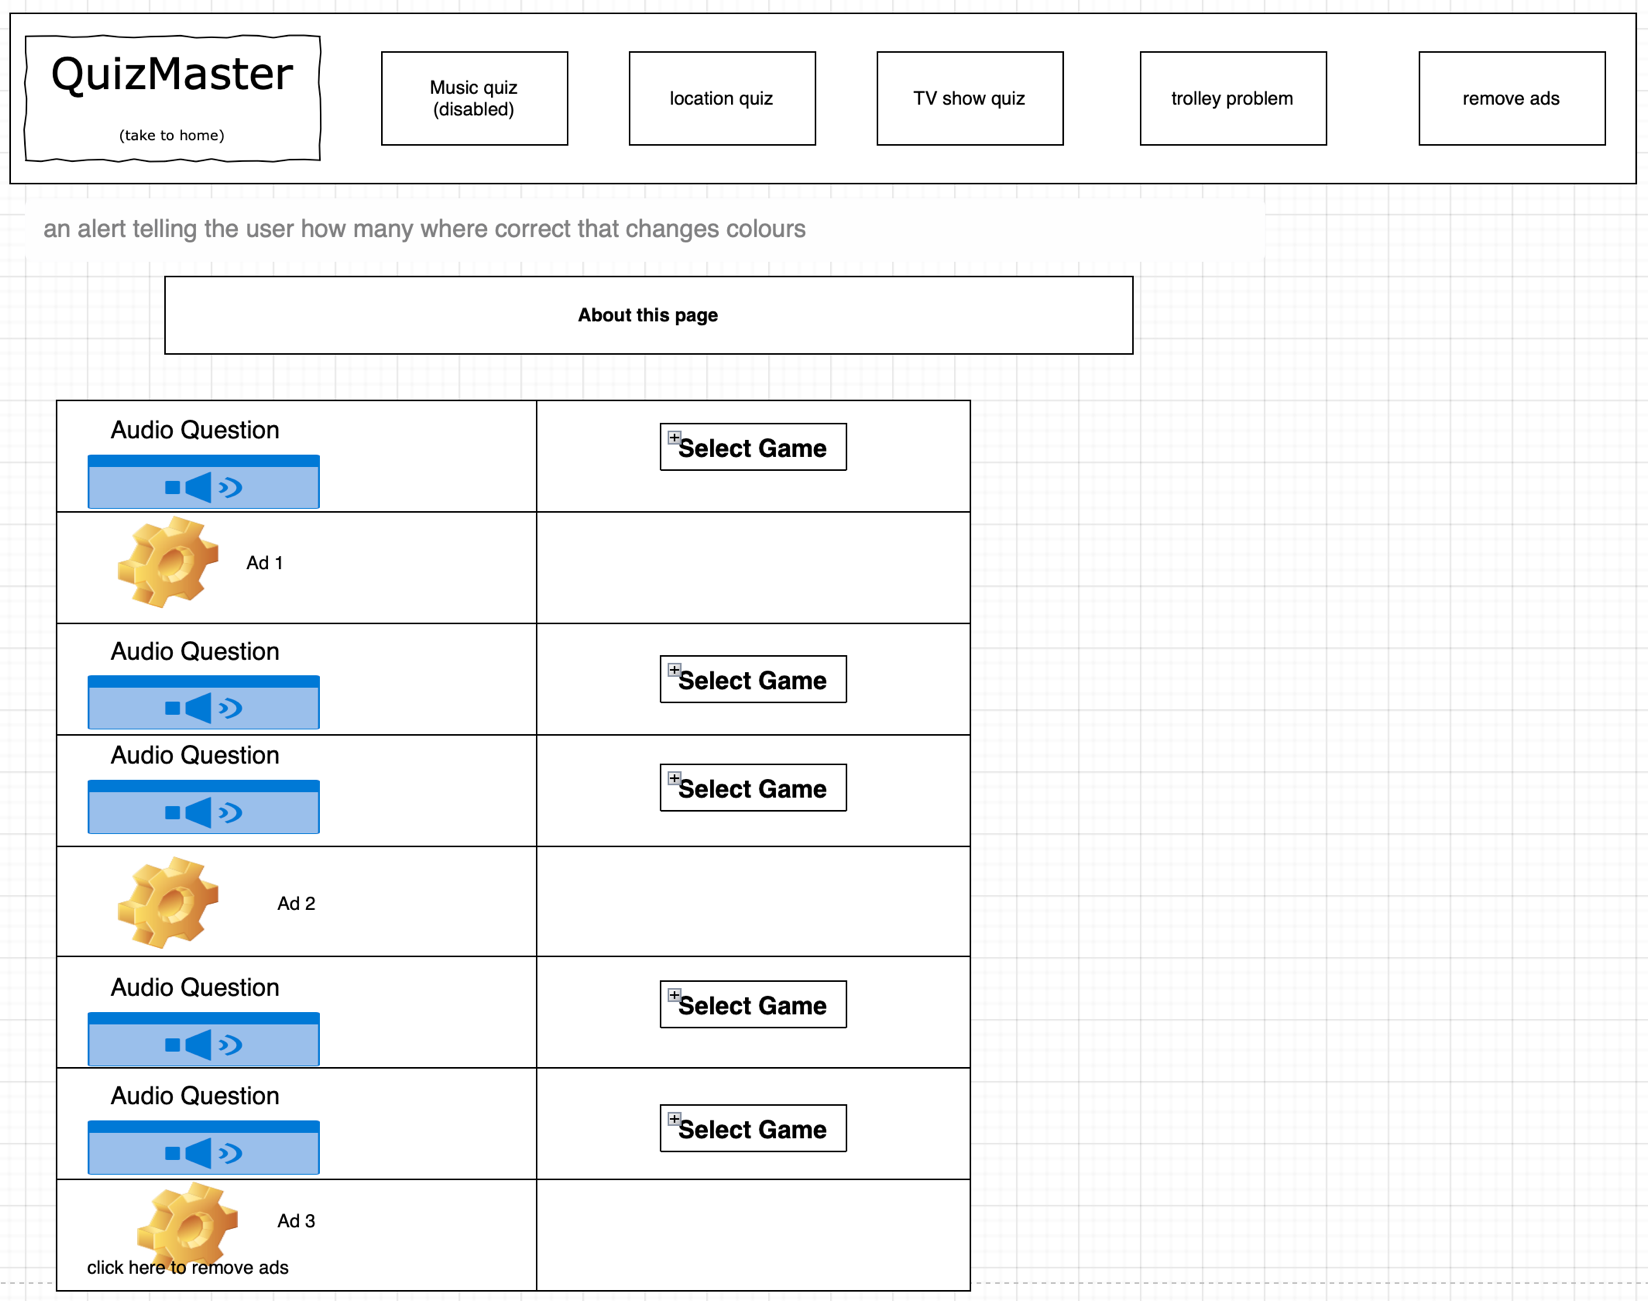 QuizMaster
(take to home)
Music quiz
(disabled)
location quiz
TV show quiz
trolley problem
remove ads
an alert telling the user how many where correct that changes colours
About this page
Audio Question
Select Game
Ad 1
Audio Question
Select Game
Audio Question
Select Game
Ad 2
Audio Question
Select Game
Audio Question
Select Game
Ad 3
click here to remove ads